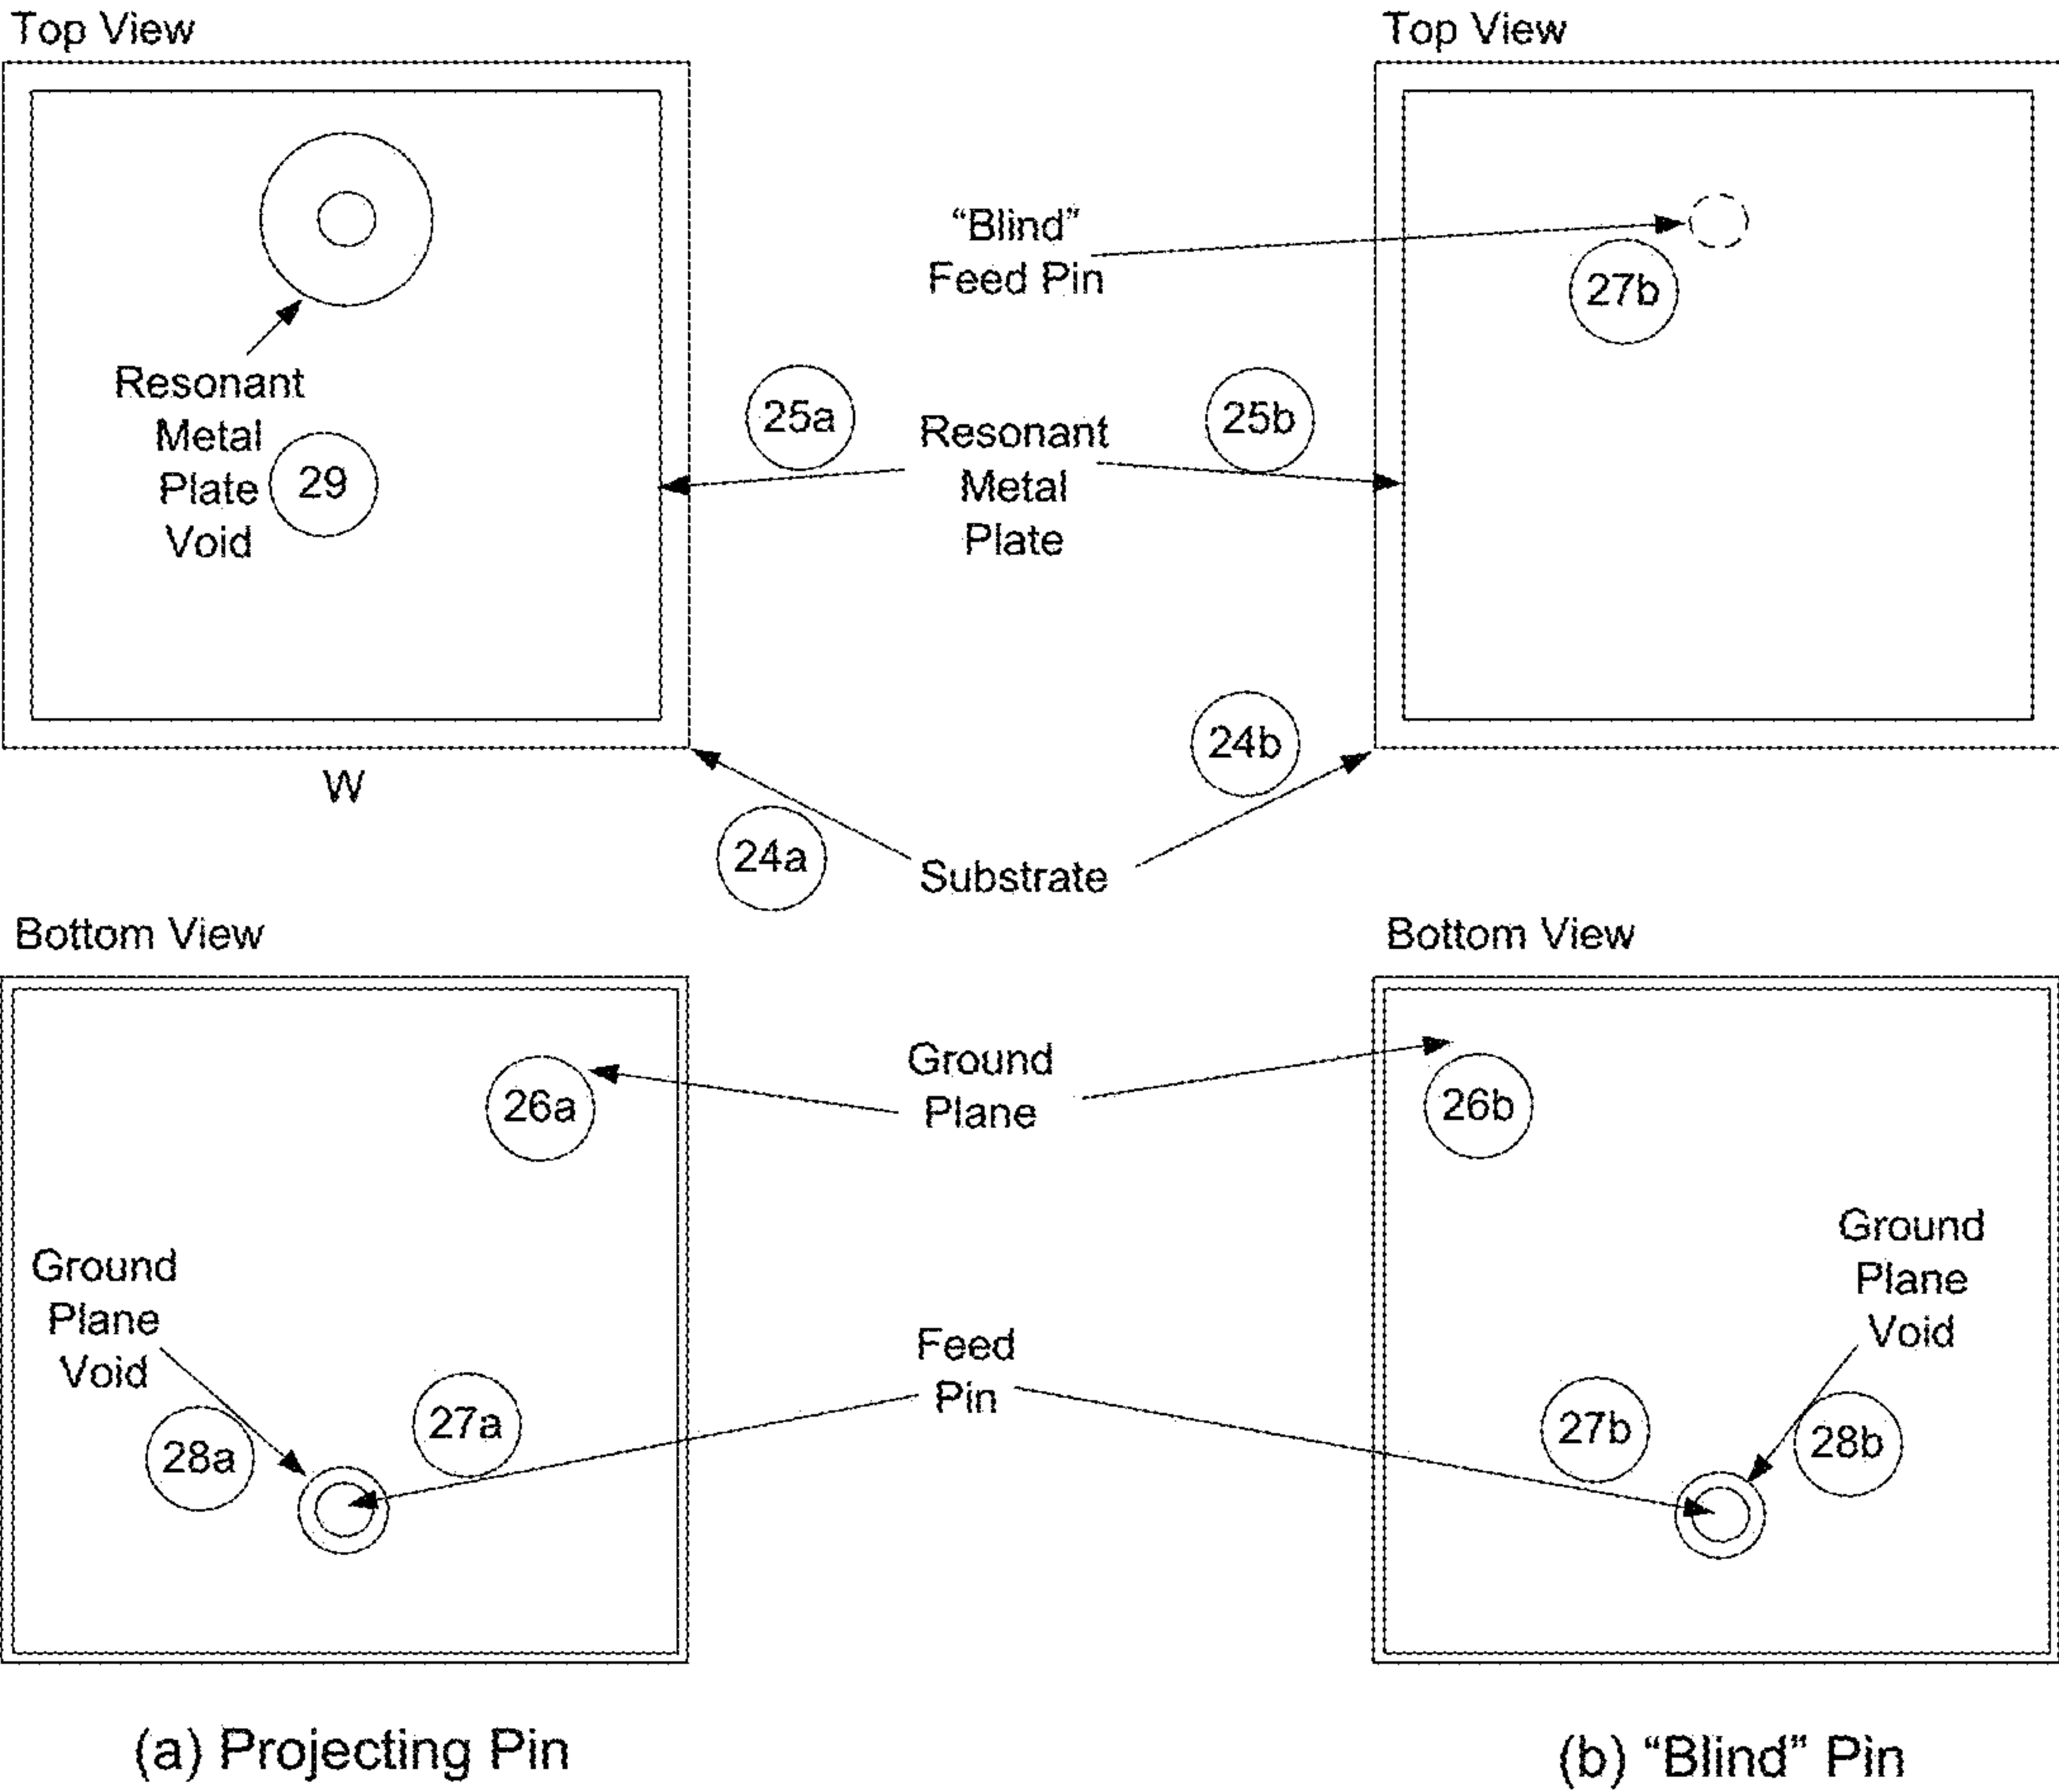 Top View
Top View
"Blind"
Feed Pin
27b
Resonant
Metal
Plate
Void
29
25a
25b
Resonant
Metal
Plate
24b
W
24a
Substrate
Bottom View
Bottom View
Ground
Plane
26a
26b
Ground
Plane
Void
Ground
Plane
Void
Feed
Pin
27a
27b
28a
28b
(a) Projecting Pin
(b) “Blind” Pin